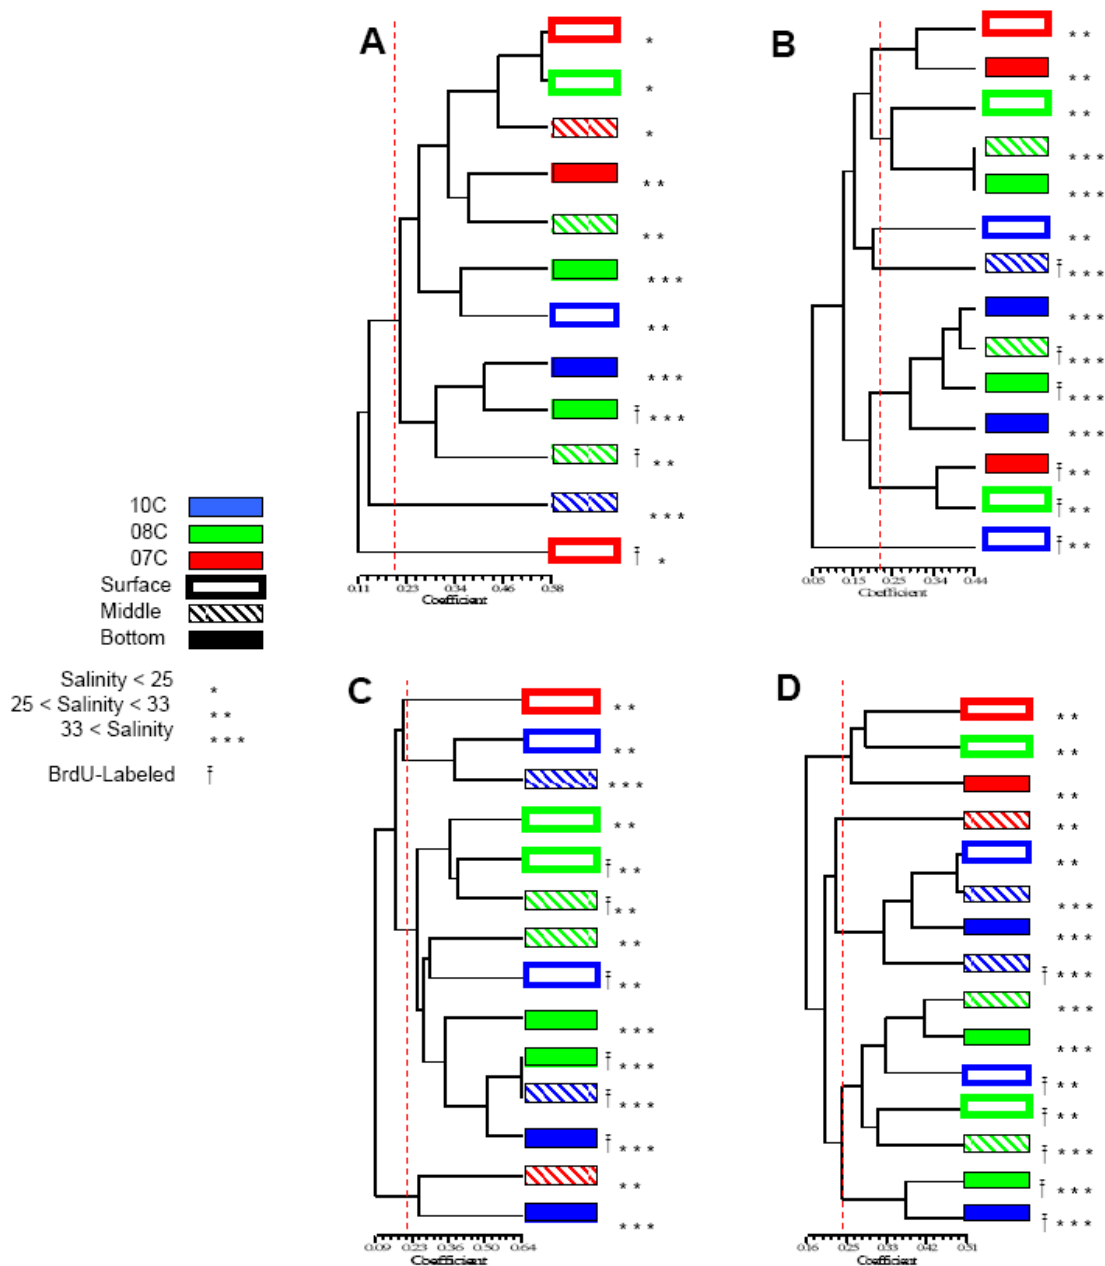 A
*
*
*
* *
* *
* * *
* *
* * *
* * *
* *
* * *
*
0.11 0.23 0.34 0.46 0.58
Coefficient
B
* *
* *
* *
* * *
* * *
* *
* * *
* * *
* * *
* * *
* * *
* *
* *
* *
0.05 0.15 0.25 0.34 0.44
Coefficient
10C
08C
07C
Surface
Middle
Bottom
Salinity < 25 *
25 < Salinity < 33 * *
33 < Salinity * * *
BrdU-Labeled
C
* *
* *
* * *
* *
* *
* *
* *
* *
* * *
* * *
* * *
* * *
* *
* * *
0.09 0.23 0.36 0.50 0.64
Coefficient
D
* *
* *
* *
* *
* *
* * *
* * *
* * *
* * *
* * *
* *
* *
* * *
* * *
* * *
0.16 0.25 0.33 0.42 0.51
Coefficient